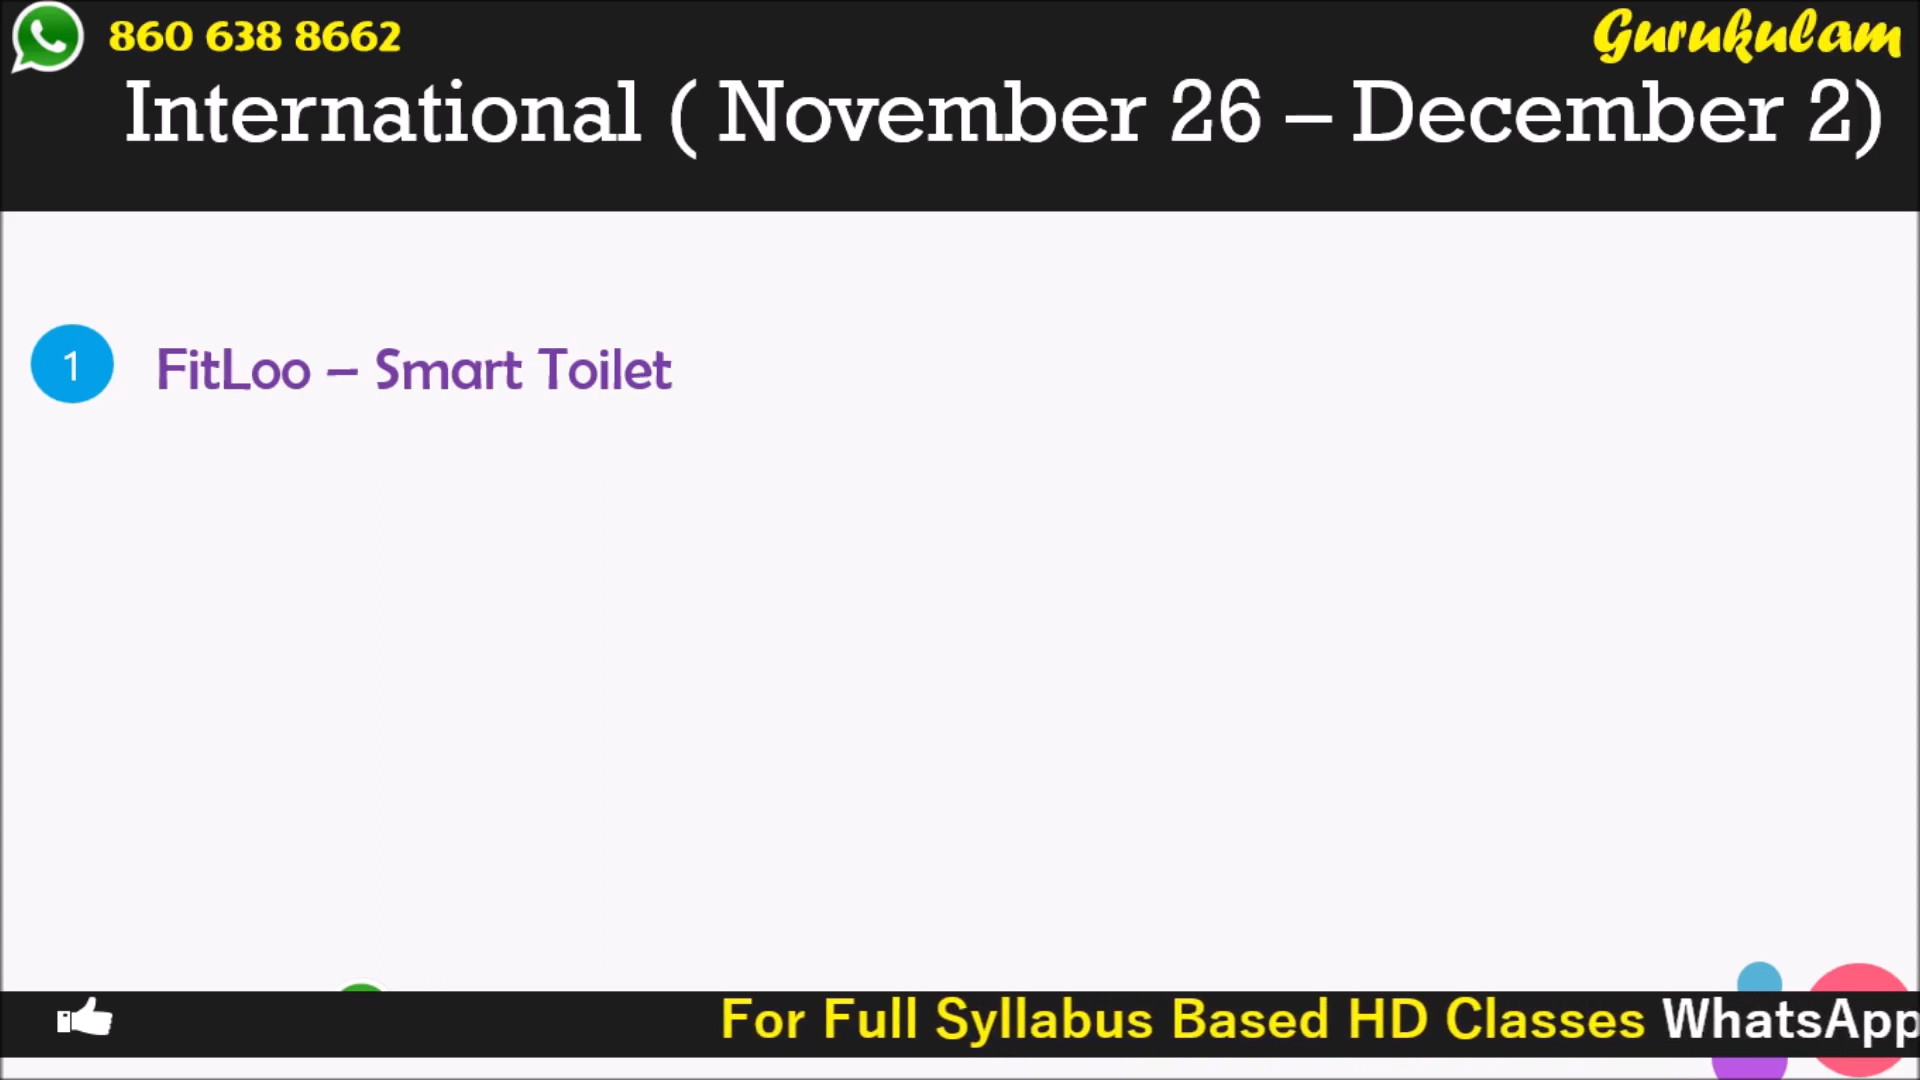 860 638 8662
Gurukulam
International ( November 26 – December 2)
1 FitLoo – Smart Toilet
For Full Syllabus Based HD Classes WhatsApp